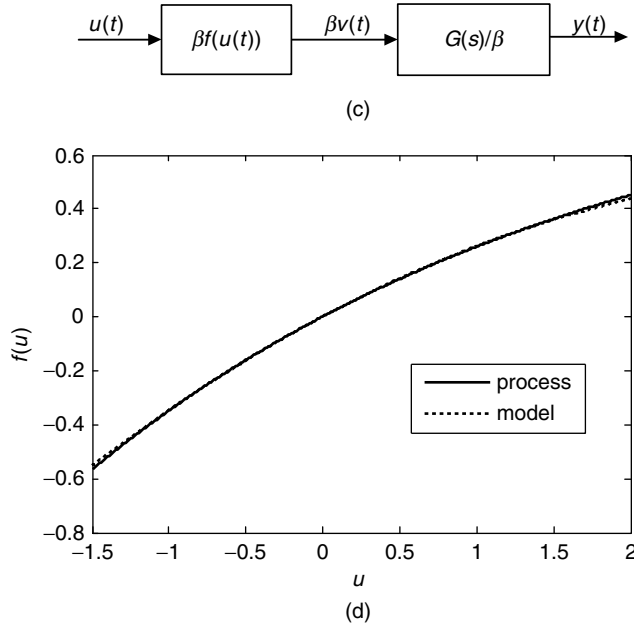 u(t)
βf(u(t))
βv(t)
G(s)/β
y(t)
(c)
0.6
0.4
0.2
0
−0.2
−0.4
−0.6
−0.8
f(u)
process
model
−1.5 −1 −0.5 0 0.5 1 1.5 2
u
(d)